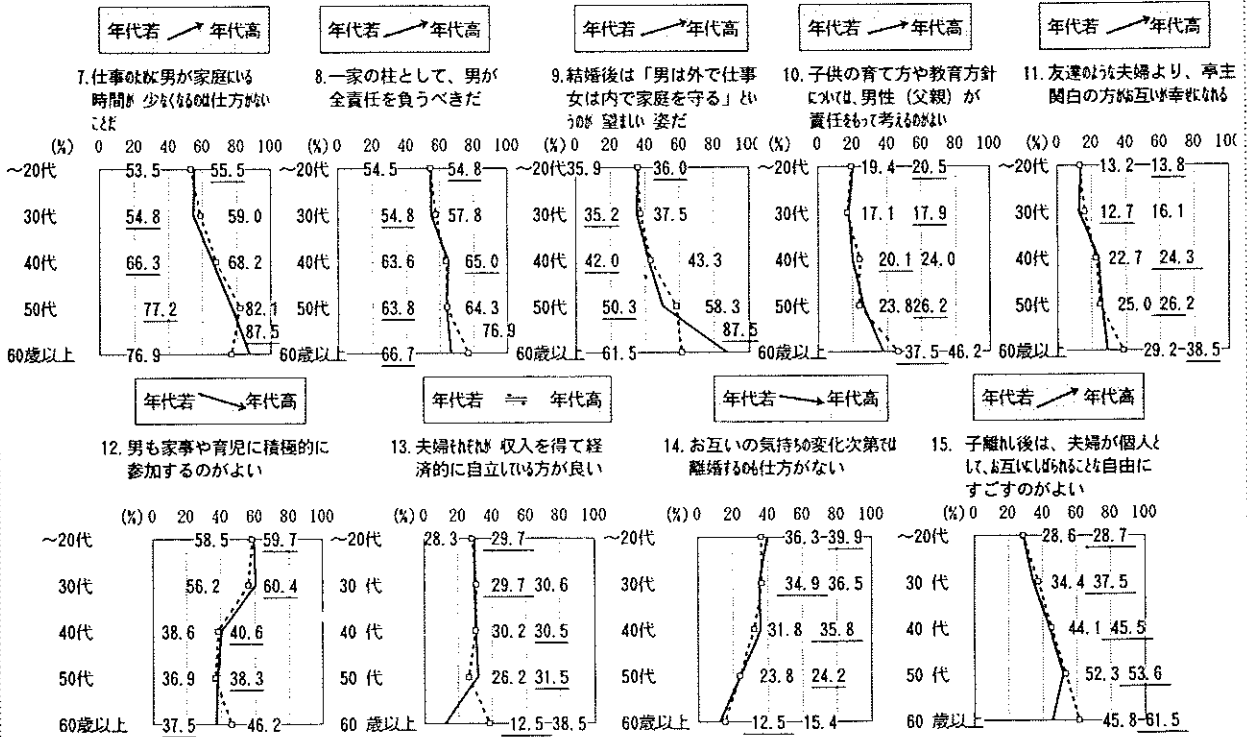 年代若 年代高
年代若 年代高
年代若 年代高
年代若 年代高
年代若 年代高
7.仕事のために男が家庭にいる
時間が 少なくなるのは仕方がない
ことだ
8.一家の柱として、男が
全責任を負うべきだ
9.結婚後は「男は外で仕事
女は内で家庭を守る」とい
うのが 望ましい 姿だ
10.子供の育て方や教育方針
については、男性（父親）が
責任をもって考えるのがよい
11.友達のような夫婦より、亭主
関白の方がお互いが幸せになれる
(%) 0 20 40 60 80 100
(%) 0 20 40 60 80 100
(%) 0 20 40 60 80 100
(%) 0 20 40 60 80 100
(%) 0 20 40 60 80 100
～20代 53.5 55.5
30代 54.8 59.0
40代 66.3 68.2
50代 77.2 82.1
87.5
60歳以上 76.9
～20代 54.5 54.8
30代 54.8 57.8
40代 63.6 65.0
50代 63.8 64.3
76.9
60歳以上 66.7
～20代 35.9 36.0
30代 35.2 37.5
40代 42.0 43.3
50代 50.3 58.3
87.5
60歳以上 61.5
～20代 19.4 20.5
30代 17.1 17.9
40代 20.1 24.0
50代 23.8 26.2
60歳以上 37.5 46.2
～20代 13.2 13.8
30代 12.7 16.1
40代 22.7 24.3
50代 25.0 26.2
60歳以上 29.2 38.5
年代若 年代高
年代若 ⇋ 年代高
年代若 年代高
年代若 年代高
12.男も家事や育児に積極的に
参加するのがよい
13.夫婦それぞれが 収入を得て経
済的に自立している方が良い
14.お互いの気持ちの変化次第では
離婚するのも仕方がない
15. 子離れし後は、夫婦が個人と
して、お互いにしばられることなく自由に
すごすのがよい
(%) 0 20 40 60 80 100
(%) 0 20 40 60 80 100
(%) 0 20 40 60 80 100
(%) 0 20 40 60 80 100
～20代 58.5 59.7
30代 56.2 60.4
40代 38.6 40.6
50代 36.9 38.3
60歳以上 37.5 46.2
～20代 28.3 29.7
30 代 29.7 30.6
40 代 30.2 30.5
50 代 26.2 31.5
60 歳以上 12.5 38.5
～20代 36.3 39.9
30代 34.9 36.5
40代 31.8 35.8
50代 23.8 24.2
60歳以上 12.5 15.4
～20代 28.6 28.7
30 代 34.4 37.5
40 代 44.1 45.5
50 代 52.3 53.6
60 歳以上 45.8 61.5